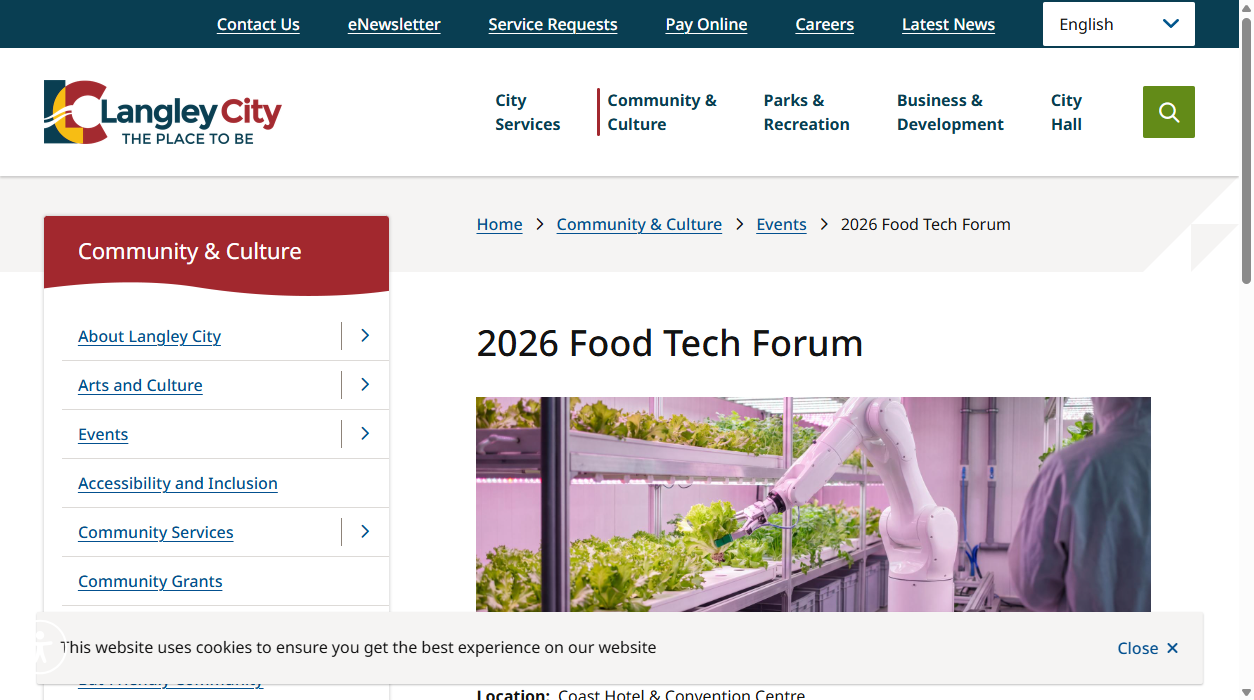 Contact Us eNewsletter Service Requests Pay Online Careers Latest News English
Langley City
THE PLACE TO BE
City Services
Community & Culture
Parks & Recreation
Business & Development
City Hall
Home > Community & Culture > Events > 2026 Food Tech Forum
Community & Culture
About Langley City
Arts and Culture
Events
Accessibility and Inclusion
Community Services
Community Grants
2026 Food Tech Forum
This website uses cookies to ensure you get the best experience on our website
Close ×
Location: Coast Hotel & Convention Centre